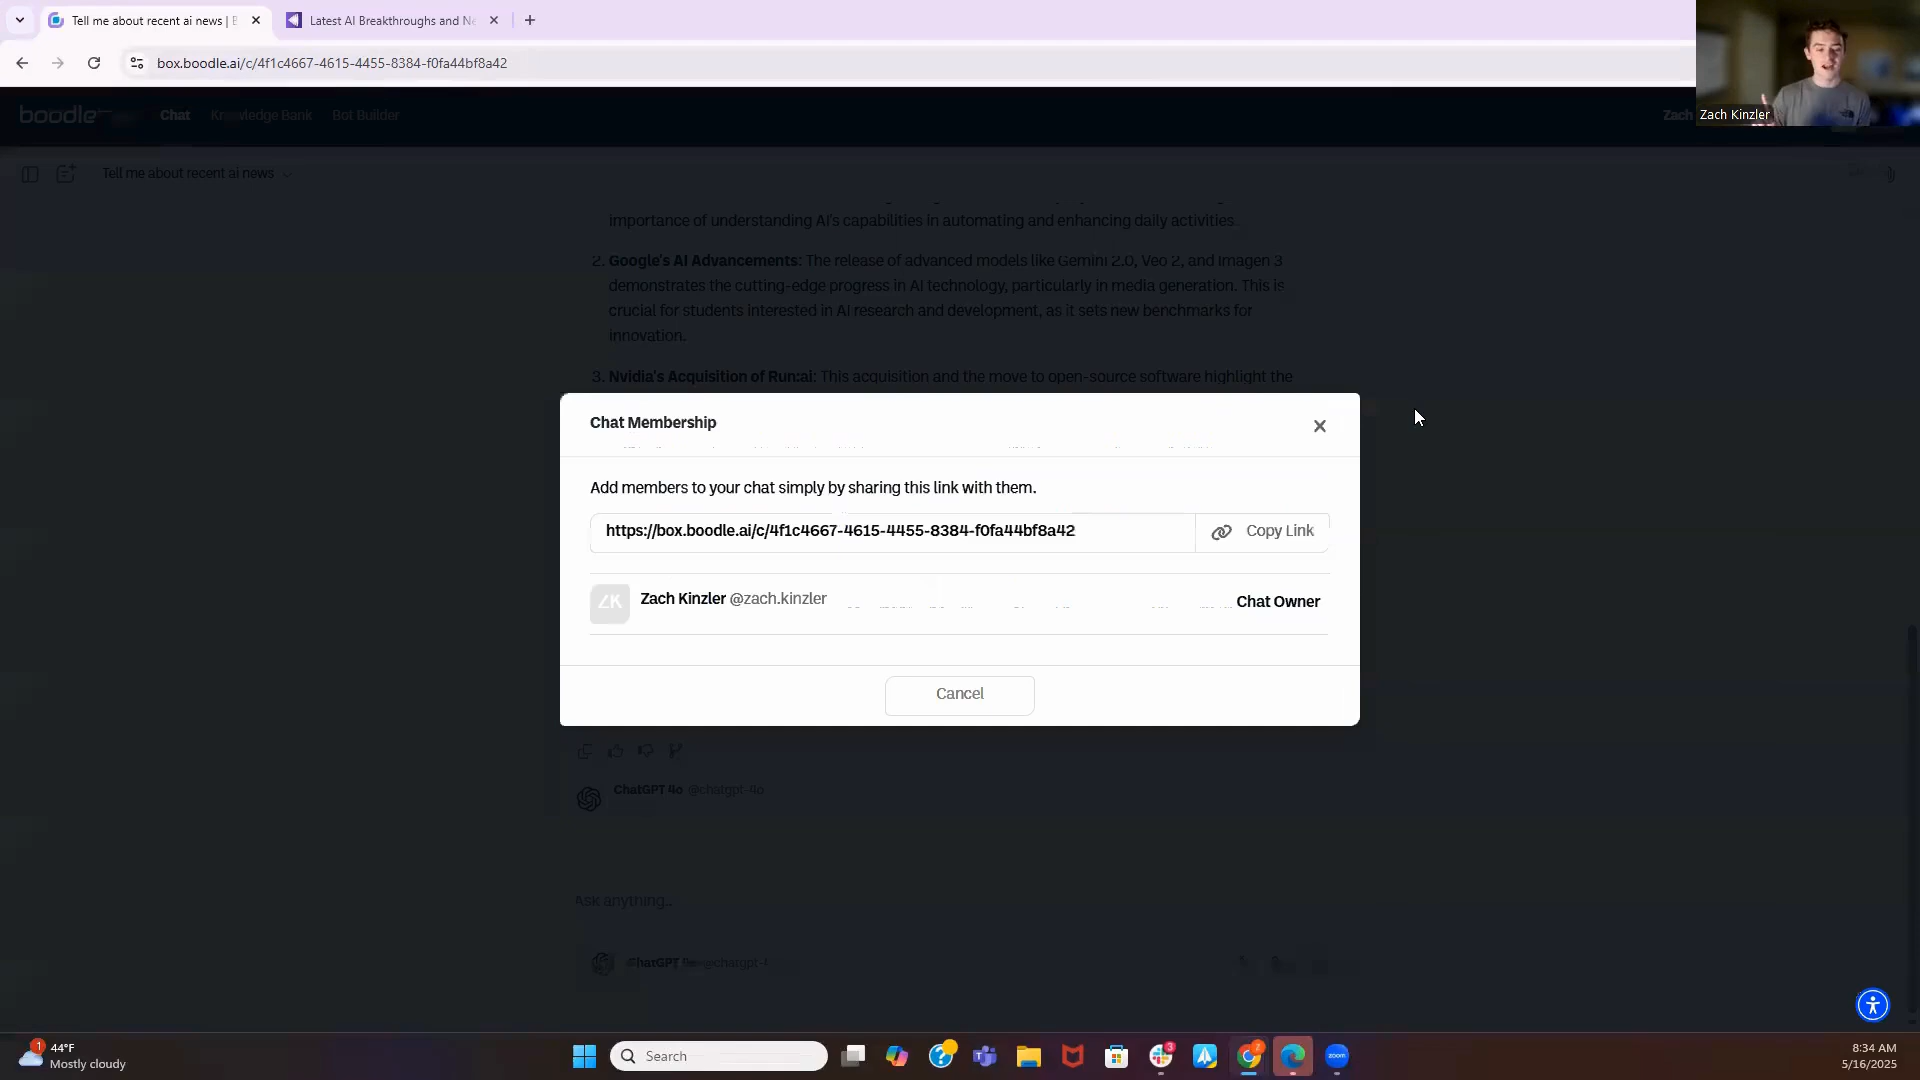 Tell me about recent ai news | B
Latest AI Breakthroughs and Ne
box.boodle.ai/c/4f1c4667-4615-4455-8384-f0fa44bf8a42
Zach Kinzler
boodle
Chat
Knowledge Bank
Bot Builder
Zach
Tell me about recent ai news
importance of understanding AI's capabilities in automating and enhancing daily activities.
2. Google's AI Advancements: The release of advanced models like Gemini 2.0, Veo 2, and Imagen 3
demonstrates the cutting-edge progress in AI technology, particularly in media generation. This is
crucial for students interested in AI research and development, as it sets new benchmarks for
innovation.
3. Nvidia's Acquisition of Run:ai: This acquisition and the move to open-source software highlight the
Chat Membership
Add members to your chat simply by sharing this link with them.
https://box.boodle.ai/c/4f1c4667-4615-4455-8384-f0fa44bf8a42
Copy Link
ZK
Zach Kinzler @zach.kinzler
Chat Owner
Cancel
ChatGPT 4o @chatgpt-4o
Ask anything...
1
44°F
Mostly cloudy
Search
3
zoom
8:34 AM
5/16/2025